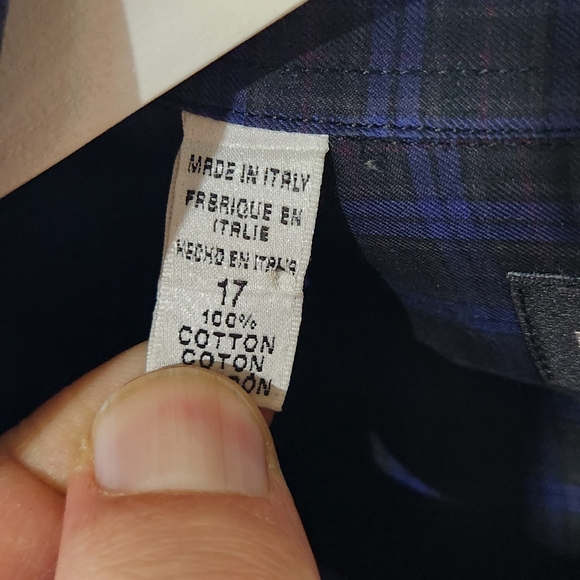 MADE IN ITALY
FABRIQUE EN
ITALIE
HECHO EN ITALIA
17
100%
COTTON
COTON